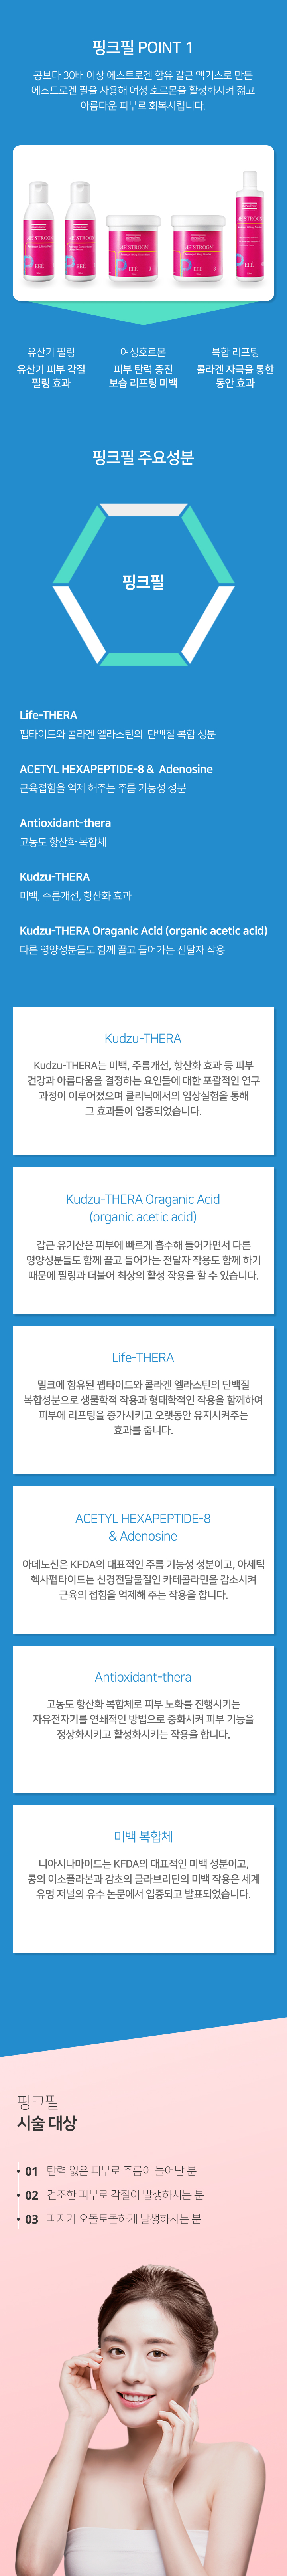 핑크필 POINT 1
콩보다 30배 이상 에스트로겐 함유 갈근 액기스로 만든
에스트로겐 필을 사용해 여성 호르몬을 활성화시켜 젊고
아름다운 피부로 회복시킵니다.
유산기 필링
유산기 피부 각질
필링 효과
여성호르몬
피부 탄력 증진
보습 리프팅 미백
복합 리프팅
콜라겐 자극을 통한
동안 효과
핑크필 주요성분
핑크필
Life-THERA
펩타이드와 콜라겐 엘라스틴의 단백질 복합 성분
ACETYL HEXAPEPTIDE-8 & Adenosine
근육접힘을 억제 해주는 주름 기능성 성분
Antioxidant-thera
고농도 항산화 복합체
Kudzu-THERA
미백, 주름개선, 항산화 효과
Kudzu-THERA Oraganic Acid (organic acetic acid)
다른 영양성분들도 함께 끌고 들어가는 전달자 작용
Kudzu-THERA
Kudzu-THERA는 미백, 주름개선, 항산화 효과 등 피부
건강과 아름다움을 결정하는 요인들에 대한 포괄적인 연구
과정이 이루어졌으며 클리닉에서의 임상실험을 통해
그 효과들이 입증되었습니다.
Kudzu-THERA Oraganic Acid
(organic acetic acid)
갑근 유기산은 피부에 빠르게 흡수해 들어가면서 다른
영양성분들도 함께 끌고 들어가는 전달자 작용도 함께 하기
때문에 필링과 더불어 최상의 활성 작용을 할 수 있습니다.
Life-THERA
밀크에 함유된 펩타이드와 콜라겐 엘라스틴의 단백질
복합성분으로 생물학적 작용과 형태학적인 작용을 함께하여
피부에 리프팅을 증가시키고 오랫동안 유지시켜주는
효과를 줍니다.
ACETYL HEXAPEPTIDE-8
& Adenosine
아데노신은 KFDA의 대표적인 주름 기능성 성분이고, 아세틱
헥사펩타이드는 신경전달물질인 카테콜라민을 감소시켜
근육의 접힘을 억제해 주는 작용을 합니다.
Antioxidant-thera
고농도 항산화 복합체로 피부 노화를 진행시키는
자유전자기를 연쇄적인 방법으로 중화시켜 피부 기능을
정상화시키고 활성화시키는 작용을 합니다.
미백 복합체
니아시나마이드는 KFDA의 대표적인 미백 성분이고,
콩의 이소플라본과 감초의 글라브리딘의 미백 작용은 세계
유명 저널의 유수 논문에서 입증되고 발표되었습니다.
핑크필
시술 대상
• 01 탄력 잃은 피부로 주름이 늘어난 분
• 02 건조한 피부로 각질이 발생하시는 분
• 03 피지가 오돌토돌하게 발생하시는 분